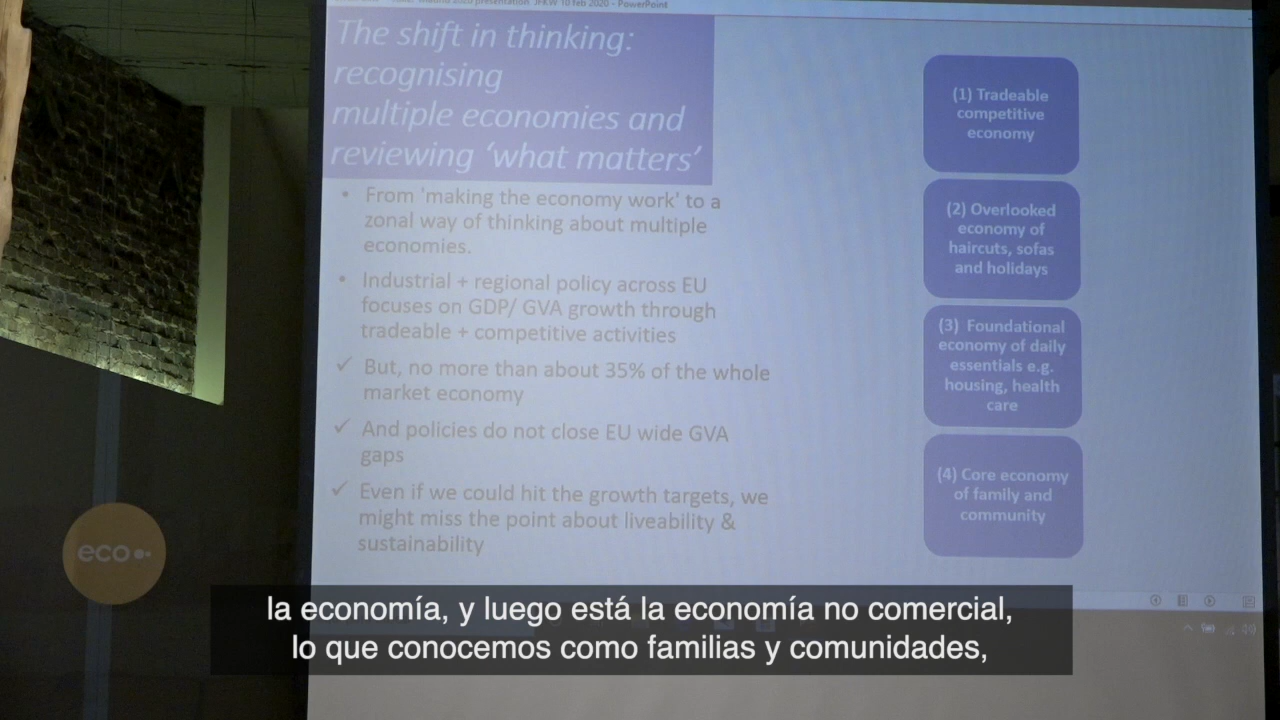 presentation JFKW 10 feb 2020 - PowerPoint
The shift in thinking:
recognising
multiple economies and
reviewing ‘what matters’
• From 'making the economy work' to a
zonal way of thinking about multiple
economies.
• Industrial + regional policy across EU
focuses on GDP/ GVA growth through
tradeable + competitive activities
✓ But, no more than about 35% of the whole
market economy
✓ And policies do not close EU wide GVA
gaps
✓ Even if we could hit the growth targets, we
might miss the point about liveability &
sustainability
(1) Tradeable
competitive
economy
(2) Overlooked
economy of
haircuts, sofas
and holidays
(3) Foundational
economy of daily
essentials e.g.
housing, health
care
(4) Core economy
of family and
community
eco
la economía, y luego está la economía no comercial,
lo que conocemos como familias y comunidades,